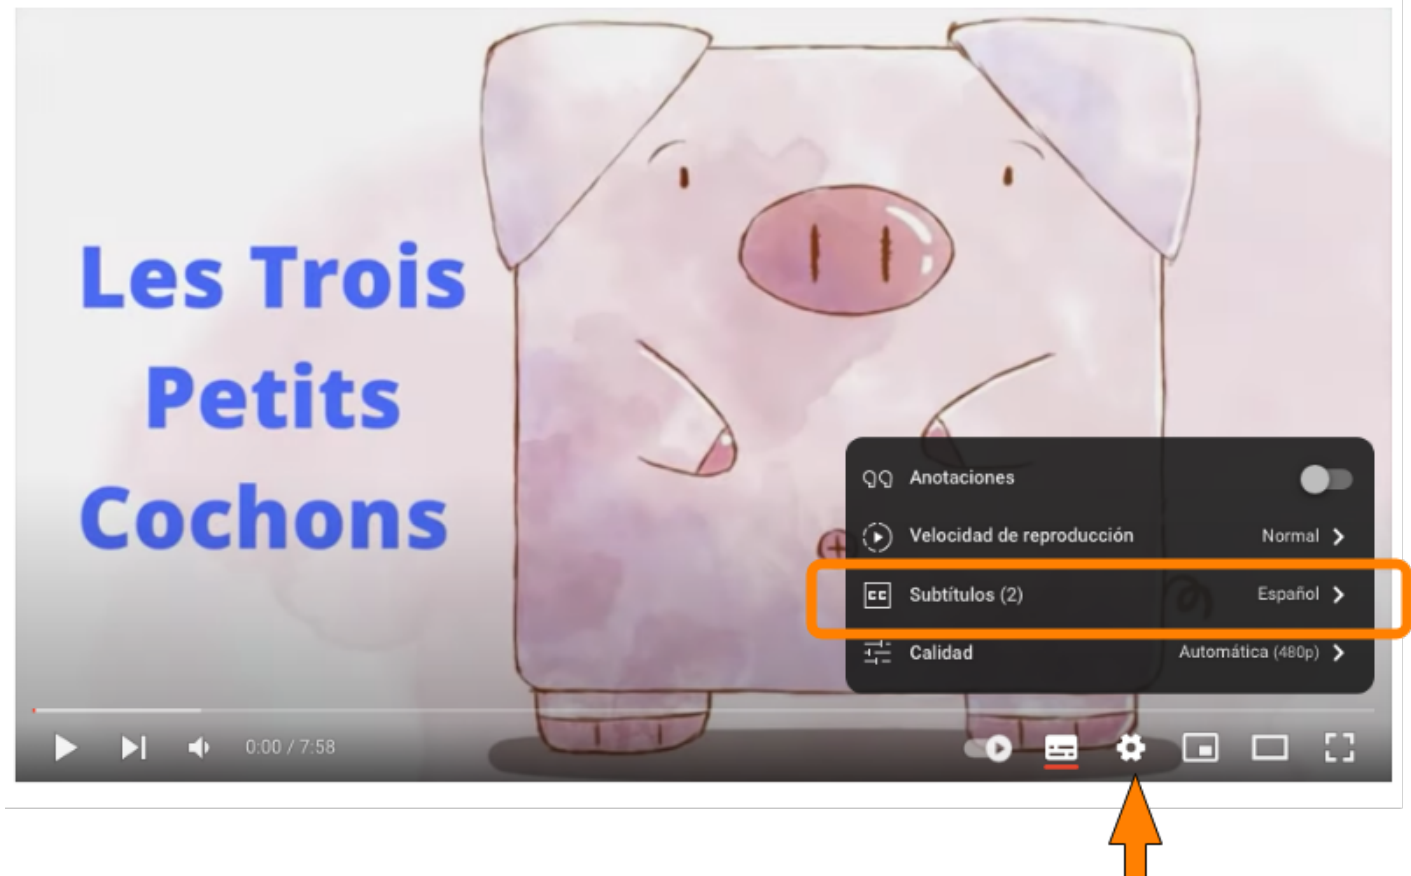 Les Trois
Petits
Cochons
Anotaciones
Velocidad de reproducción Normal
Subtítulos (2) Español
Calidad Automática (480p)
0:00 / 7:58